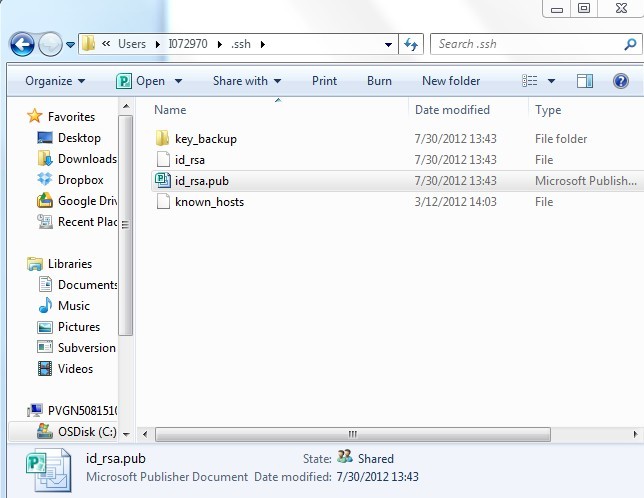 « Users ▸ I072970 ▸ .ssh ▸ Search .ssh
Organize Open Share with Print Burn New folder
Name Date modified Type
Favorites
Desktop
Downloads
Dropbox
Google Driv
Recent Plac
Libraries
Documents
Music
Pictures
Subversion
Videos
PVGN5081510
OSDisk (C:)
key_backup 7/30/2012 13:43 File folder
id_rsa 7/30/2012 13:43 File
id_rsa.pub 7/30/2012 13:43 Microsoft Publish...
known_hosts 3/12/2012 14:03 File
id_rsa.pub State: Shared
Microsoft Publisher Document Date modified: 7/30/2012 13:43